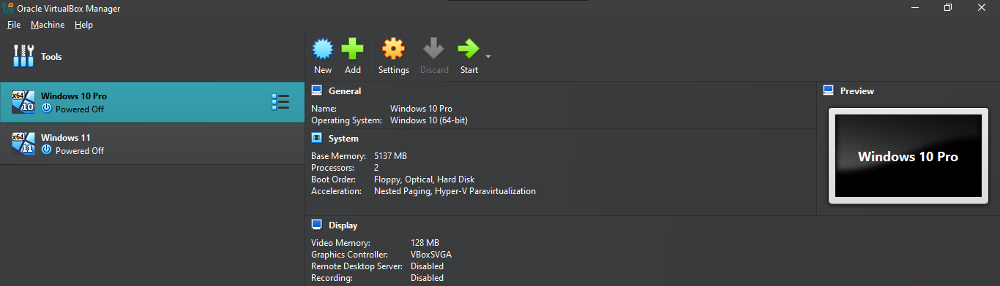 Oracle VirtualBox Manager
File Machine Help
Tools
New Add Settings Discard Start
x64 10 Windows 10 Pro
Powered Off
x64 11 Windows 11
Powered Off
General
Name: Windows 10 Pro
Operating System: Windows 10 (64-bit)
System
Base Memory: 5137 MB
Processors: 2
Boot Order: Floppy, Optical, Hard Disk
Acceleration: Nested Paging, Hyper-V Paravirtualization
Display
Video Memory: 128 MB
Graphics Controller: VBoxSVGA
Remote Desktop Server: Disabled
Recording: Disabled
Preview
Windows 10 Pro